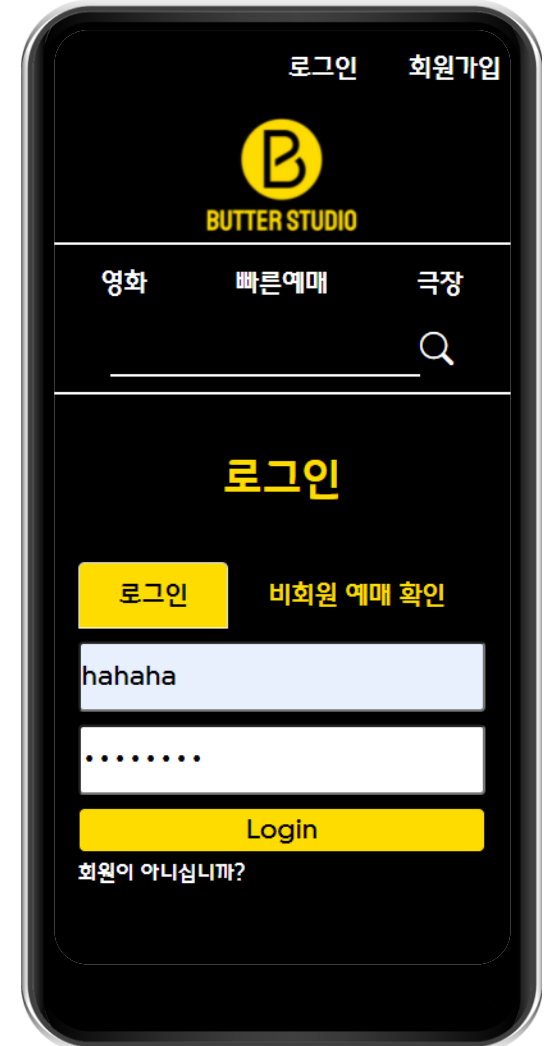 로그인 회원가입
B
BUTTER STUDIO
영화 빠른예매 극장
로그인
로그인 비회원 예매 확인
hahaha
••••••••
Login
회원이 아니십니까?